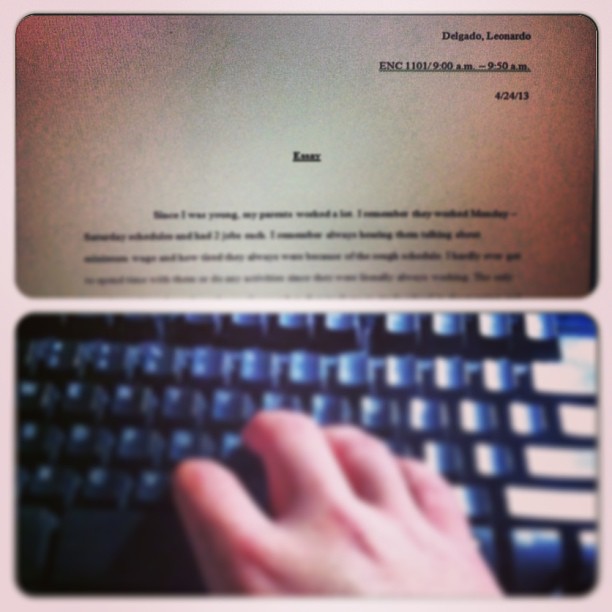 Delgado, Leonardo
ENC 1101/ 9:00 a.m. – 9:50 a.m.
4/24/13
Essay
Since I was young, my parents worked a lot. I remember they worked Monday –
Saturday schedules and had 2 jobs each. I remember always hearing them talking about
minimum wage and how tired they always were because of the rough schedule. I hardly ever got
to spend time with them or do any activities since they were literally always working. The only